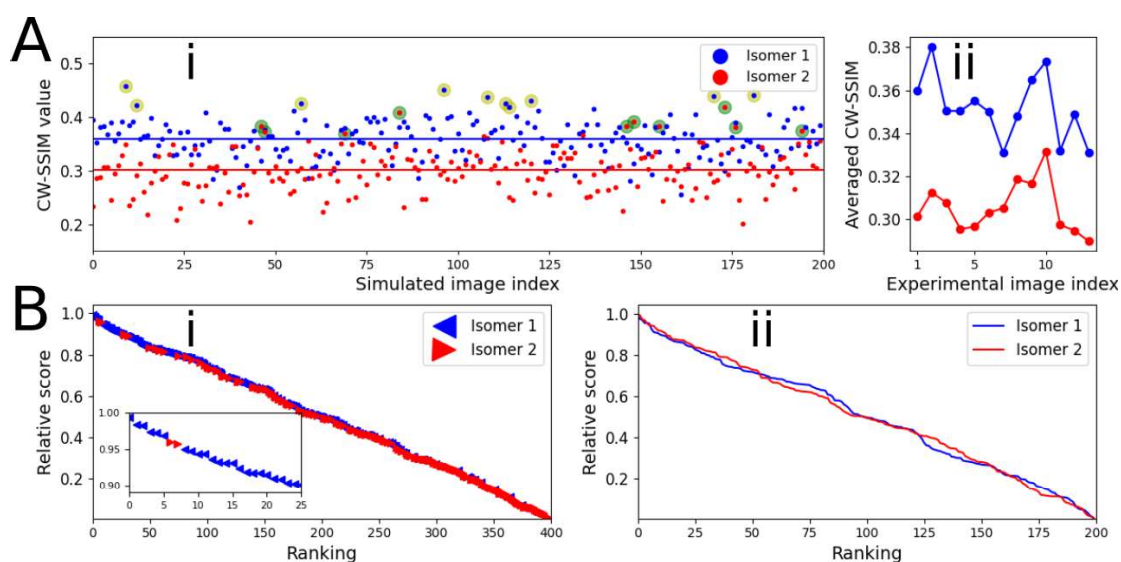 A
i
CW-SSIM value
0.5
0.4
0.3
0.2
Isomer 1
Isomer 2
0 25 50 75 100 125 150 175 200
Simulated image index
ii
Averaged CW-SSIM
0.38
0.36
0.34
0.32
0.30
1 5 10
Experimental image index
B
i
Relative score
1.0
0.8
0.6
0.4
0.2
Isomer 1
Isomer 2
1.00
0.95
0.90
0 5 10 15 20 25
0 50 100 150 200 250 300 350 400
Ranking
ii
Relative score
1.0
0.8
0.6
0.4
0.2
Isomer 1
Isomer 2
0 25 50 75 100 125 150 175 200
Ranking